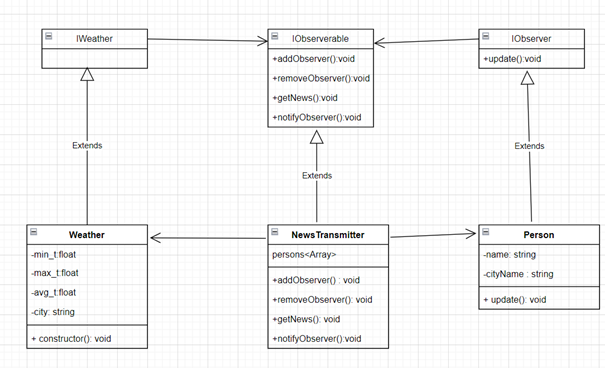 IWeather
IObserverable
+addObserver():void
+removeObserver():void
+getNews():void
+notifyObserver():void
IObserver
+update():void
Extends
Extends
Extends
Weather
-min_t:float
-max_t:float
-avg_t:float
-city: string
+ constructor(): void
NewsTransmitter
persons<Array>
+addObserver() : void
+removeObserver(): void
+getNews(): void
+notifyObserver():void
Person
-name: string
-cityName : string
+ update(): void